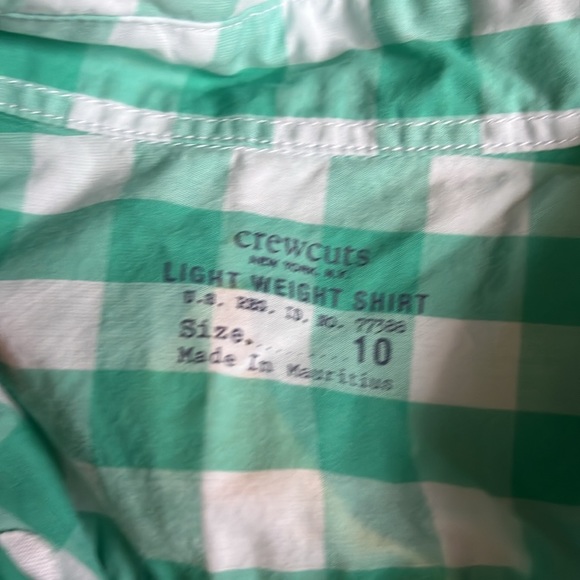 crewcuts
NEW YORK, N.Y.
LIGHT WEIGHT SHIRT
U.S. REG. ID. NO. 77388
Size.......... 10
Made In Mauritius